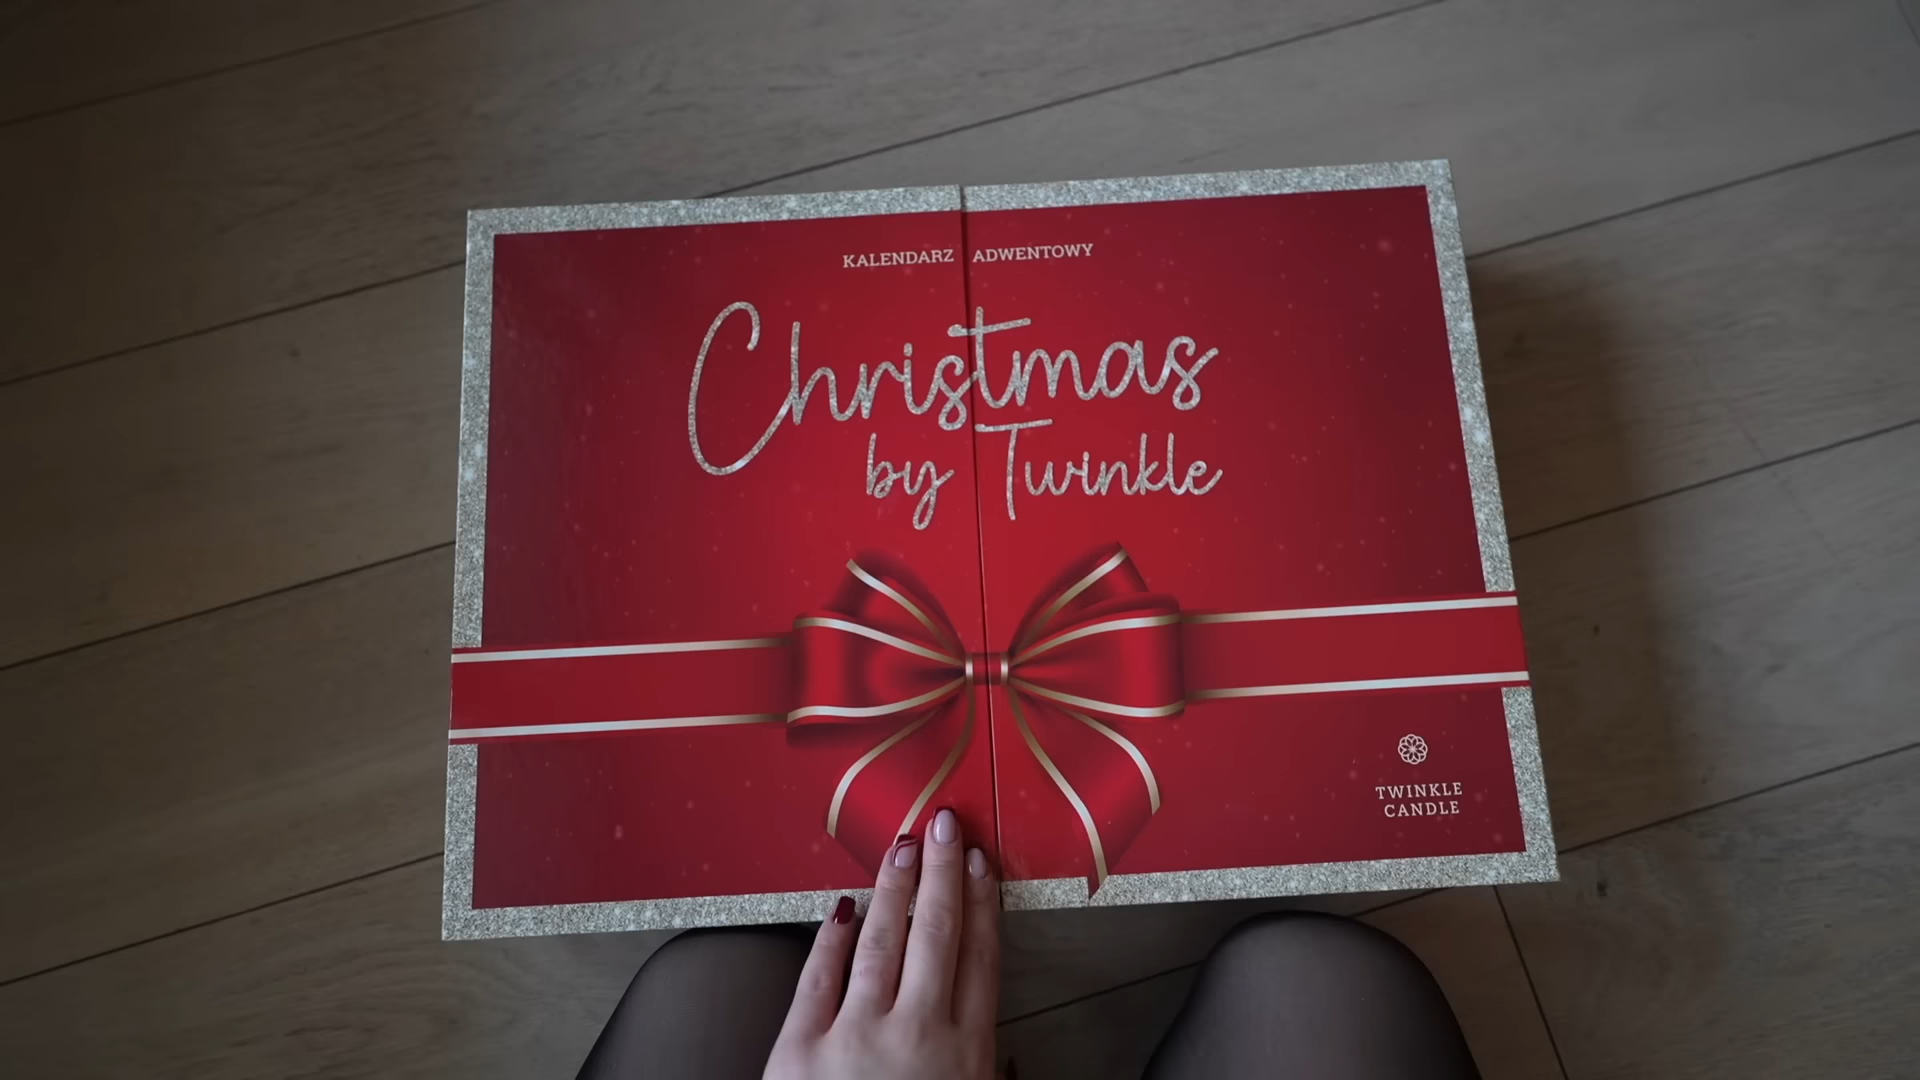 KALENDARZ ADWENTOWY
Christmas
by Twinkle
TWINKLE
CANDLE